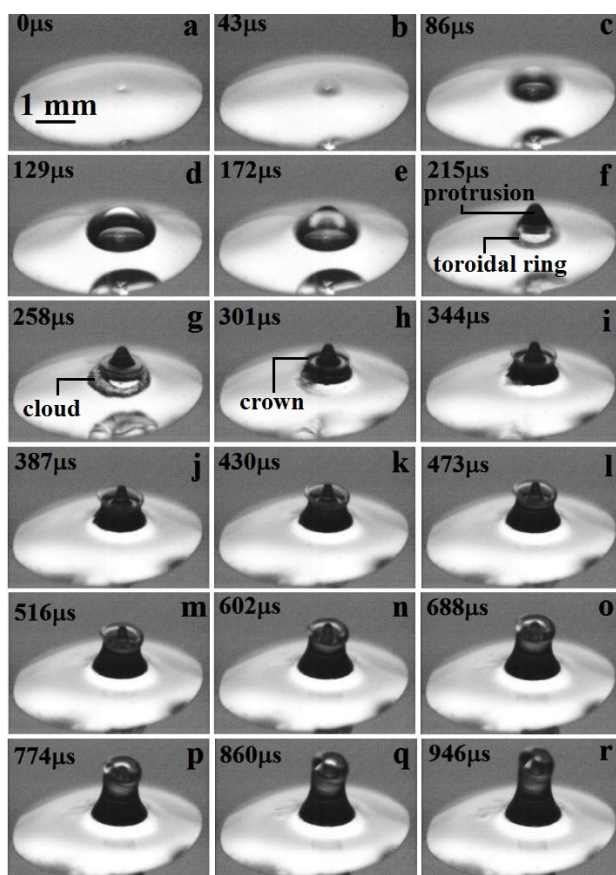 0μs a
43μs b
86μs c
1 mm
129μs d
172μs e
215μs f
protrusion
toroidal ring
258μs g
301μs h
344μs i
cloud
crown
387μs j
430μs k
473μs l
516μs m
602μs n
688μs o
774μs p
860μs q
946μs r